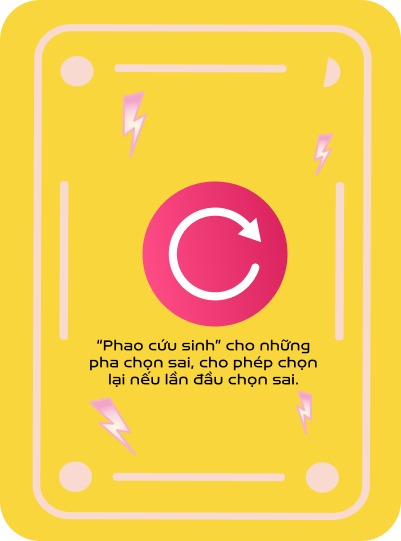 “Phao cứu sinh” cho những
pha chọn sai, cho phép chọn
lại nếu lần đầu chọn sai.